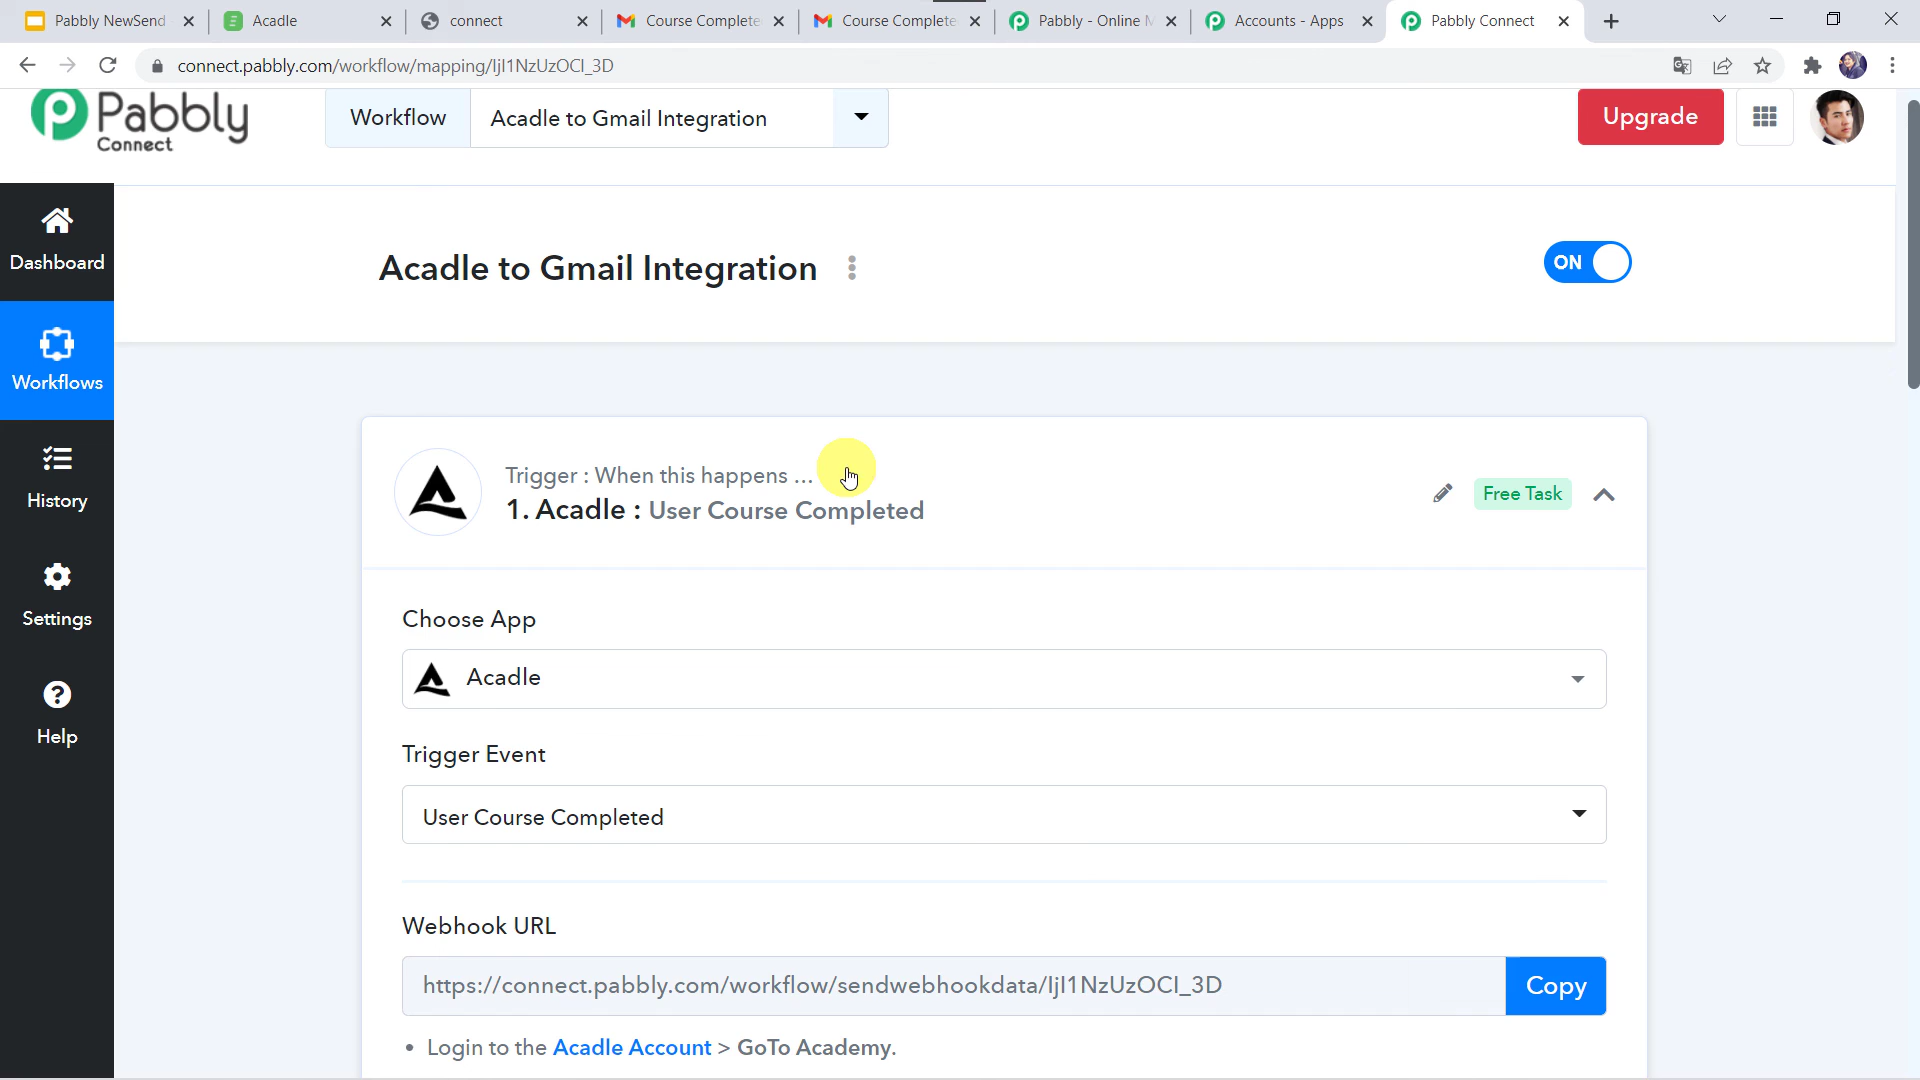 Pabbly NewSend
Acadle
connect
Course Complete
Course Complete
Pabbly - Online M
Accounts - Apps
Pabbly Connect
connect.pabbly.com/workflow/mapping/IjI1NzUzOCI_3D
Pabbly
Connect
Workflow
Acadle to Gmail Integration
Upgrade
Dashboard
Workflows
History
Settings
Help
Acadle to Gmail Integration
ON
Trigger : When this happens ...
1. Acadle : User Course Completed
Free Task
Choose App
Acadle
Trigger Event
User Course Completed
Webhook URL
https://connect.pabbly.com/workflow/sendwebhookdata/IjI1NzUzOCI_3D
Copy
• Login to the Acadle Account > GoTo Academy.